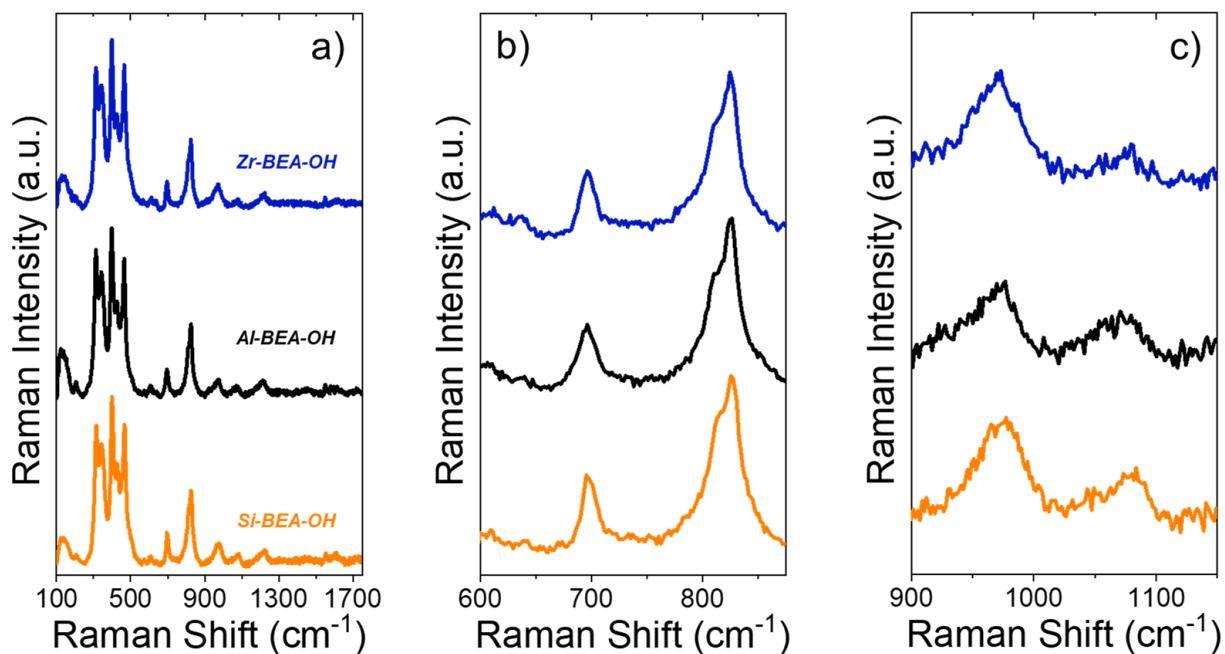 a)
Raman Intensity (a.u.)
Zr-BEA-OH
Al-BEA-OH
Si-BEA-OH
100 500 900 1300 1700
Raman Shift (cm⁻¹)
b)
Raman Intensity (a.u.)
600 700 800
Raman Shift (cm⁻¹)
c)
Raman Intensity (a.u.)
900 1000 1100
Raman Shift (cm⁻¹)